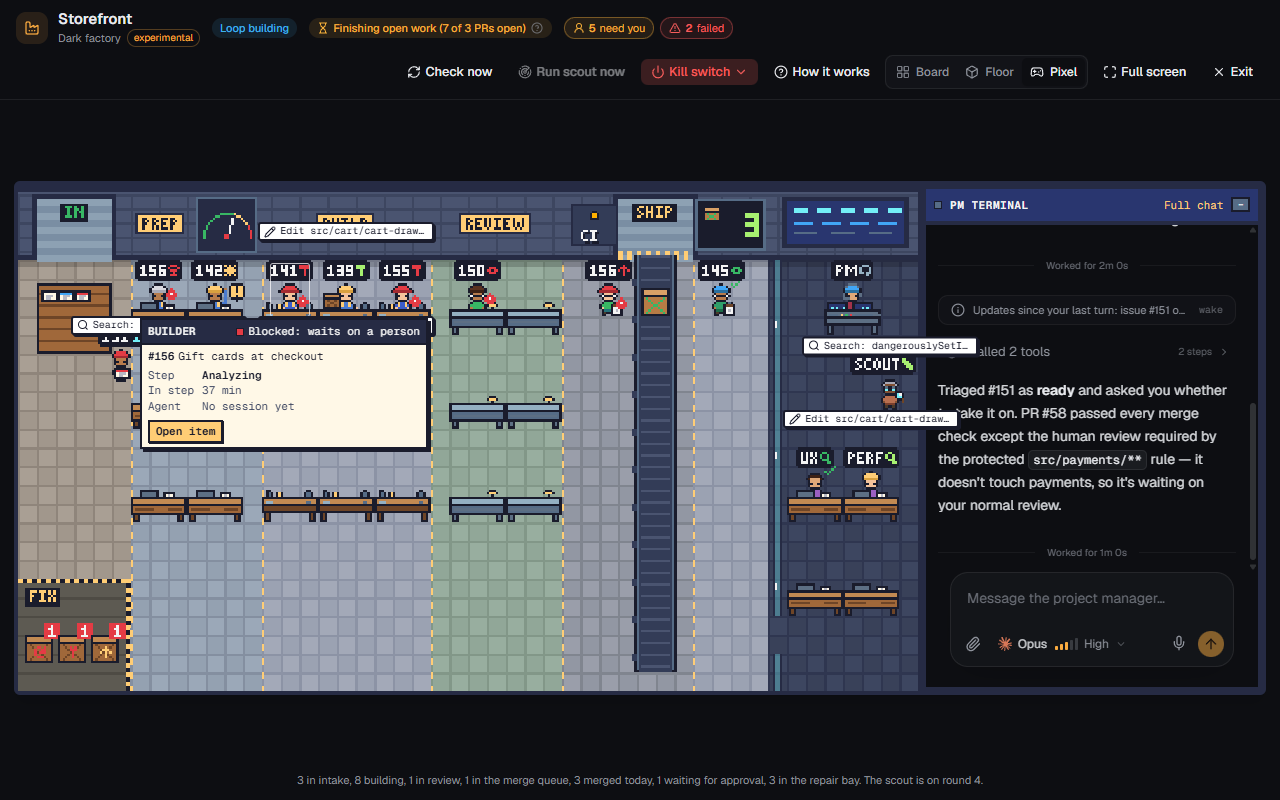 Storefront
Dark factory experimental
Loop building
Finishing open work (7 of 3 PRs open)
5 need you
2 failed
Check now
Run scout now
Kill switch
How it works
Board
Floor
Pixel
Full screen
Exit
IN
PREP
Edit src/cart/cart-draw…
REVIEW
CI
SHIP
3
156
142
141
139
155
150
156
145
PM
Search:
BUILDER
Blocked: waits on a person
#156 Gift cards at checkout
Step Analyzing
In step 37 min
Agent No session yet
Open item
Search: dangerouslySetI…
SCOUT
Edit src/cart/cart-draw…
UX
PERF
FIX
1
1
1
PM TERMINAL
Full chat
Worked for 2m 0s
Updates since your last turn: issue #151 o…
wake
alled 2 tools
2 steps
Triaged #151 as ready and asked you whether
take it on. PR #58 passed every merge
check except the human review required by
the protected src/payments/** rule — it
doesn't touch payments, so it's waiting on
your normal review.
Worked for 1m 0s
Message the project manager…
Opus
High
3 in intake, 8 building, 1 in review, 1 in the merge queue, 3 merged today, 1 waiting for approval, 3 in the repair bay. The scout is on round 4.